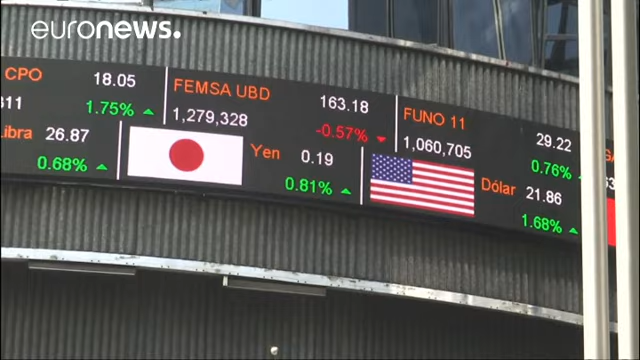 euronews.
CPO 18.05
311 1.75%
Libra 26.87
0.68%
FEMSA UBD 163.18
1,279,328 -0.57%
Yen 0.19
0.81%
FUNO 11 29.22
1,060,705 0.76%
Dólar 21.86
1.68%